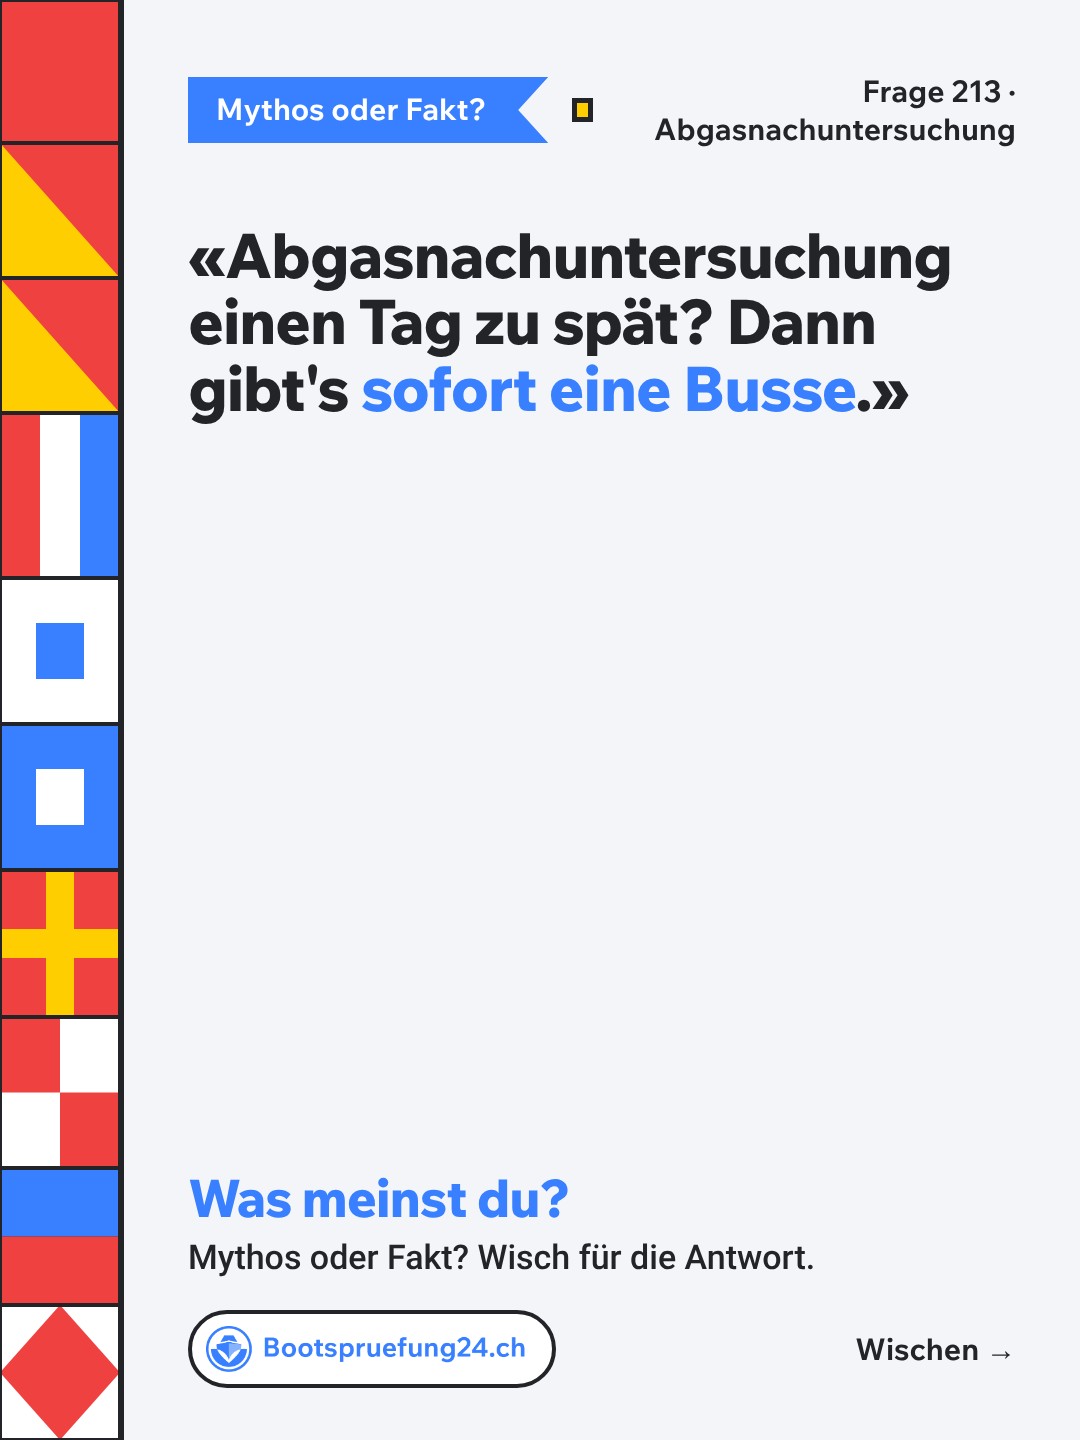 Mythos oder Fakt?
Frage 213 ·
Abgasnachuntersuchung
«Abgasnachuntersuchung
einen Tag zu spät? Dann
gibt's sofort eine Busse.»
Was meinst du?
Mythos oder Fakt? Wisch für die Antwort.
Bootspruefung24.ch
Wischen →